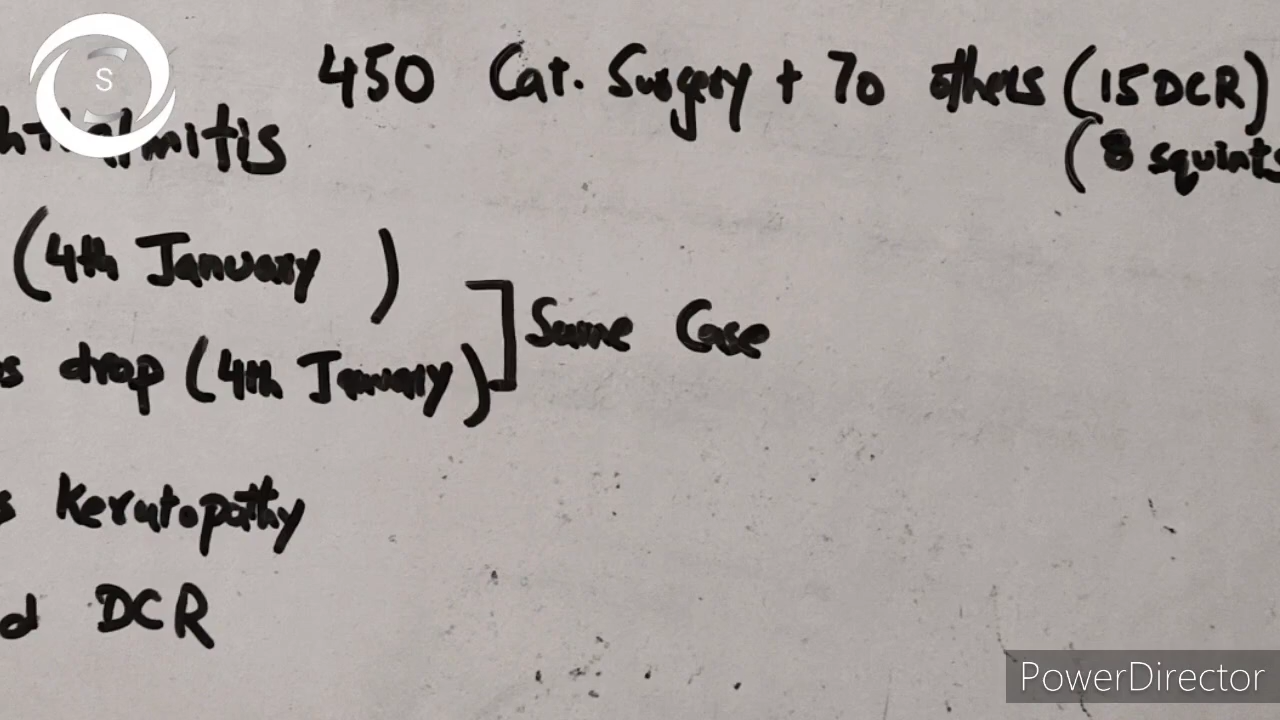 S
450 Cat. Surgery + 70 others (15 DCR)
hthalmitis
(8 squints
(4th January )
Same Case
s drop (4th January)
s Keratopathy
d DCR
PowerDirector